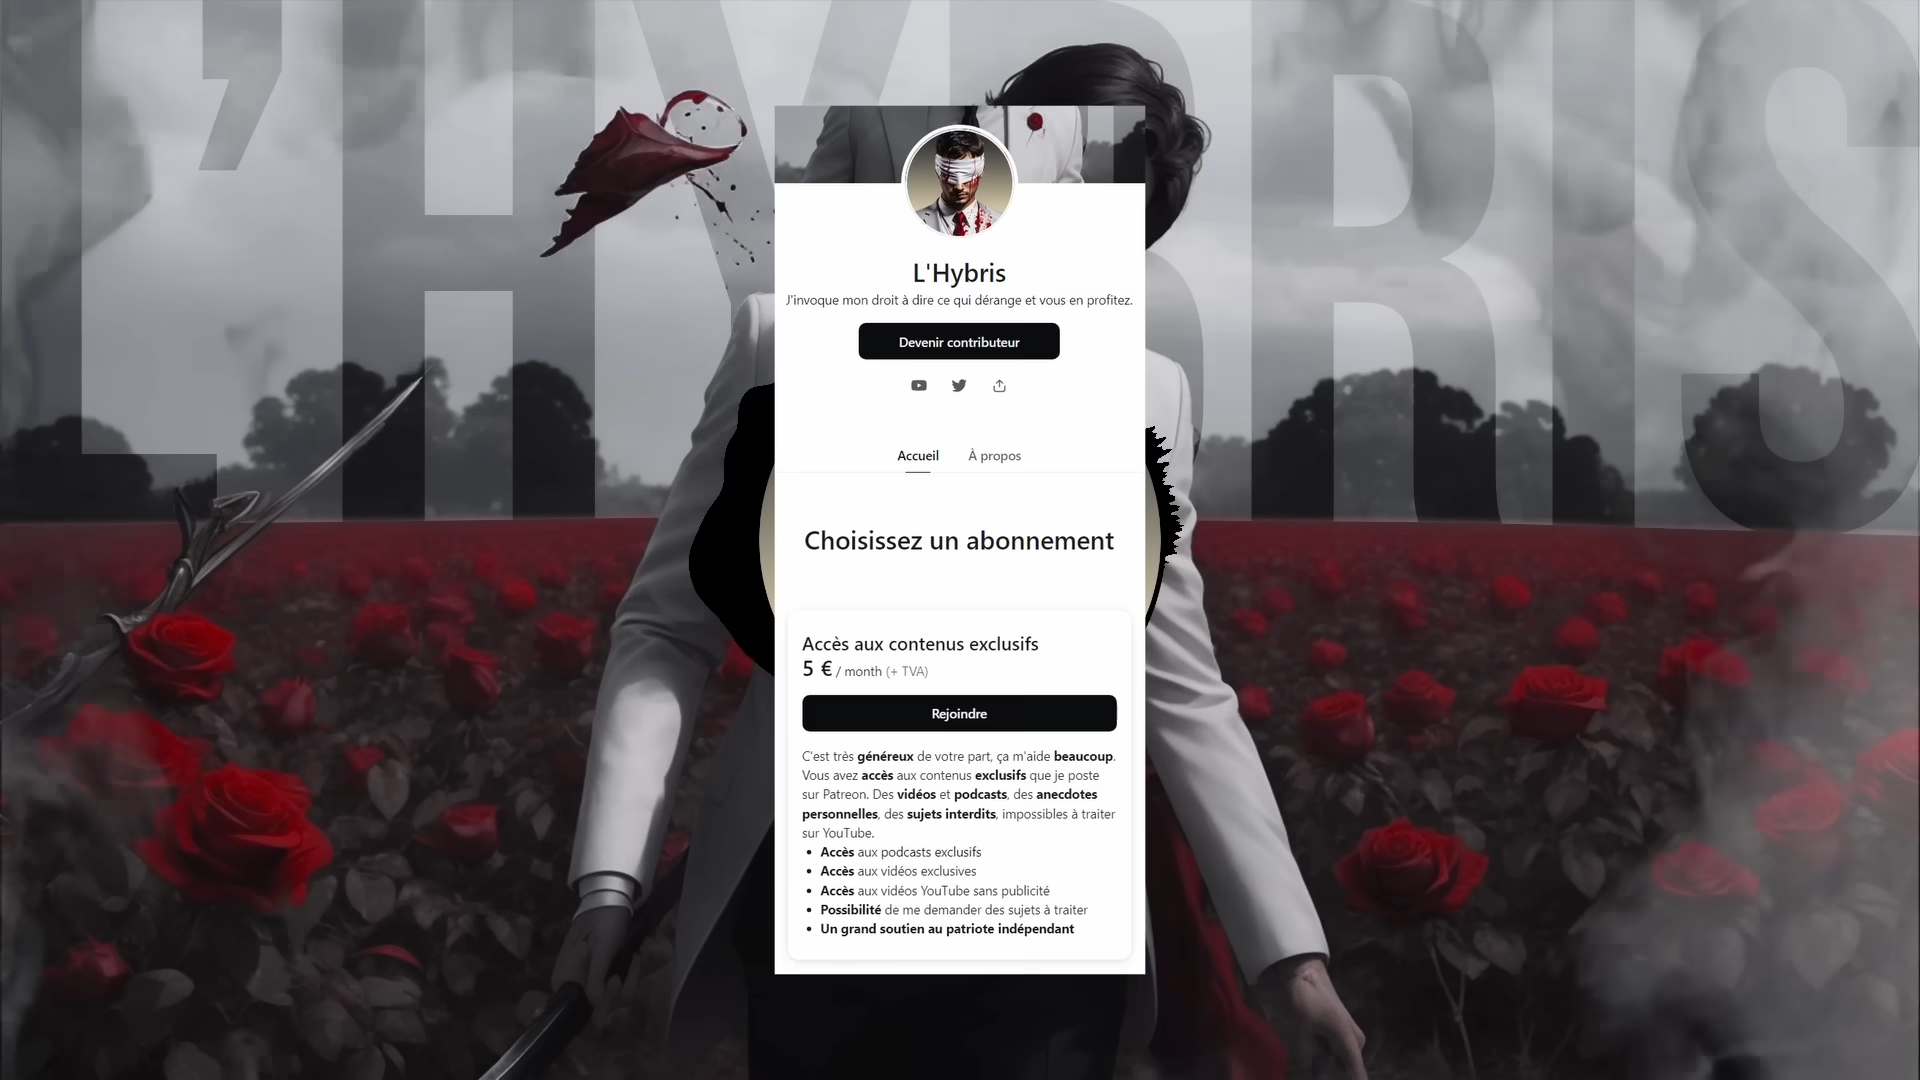 L'HYBRIS
L'Hybris
J'invoque mon droit à dire ce qui dérange et vous en profitez.
Devenir contributeur
Accueil À propos
Choisissez un abonnement
Accès aux contenus exclusifs
5 € / month (+ TVA)
Rejoindre
C'est très généreux de votre part, ça m'aide beaucoup.
Vous avez accès aux contenus exclusifs que je poste
sur Patreon. Des vidéos et podcasts, des anecdotes
personnelles, des sujets interdits, impossibles à traiter
sur YouTube.
• Accès aux podcasts exclusifs
• Accès aux vidéos exclusives
• Accès aux vidéos YouTube sans publicité
• Possibilité de me demander des sujets à traiter
• Un grand soutien au patriote indépendant